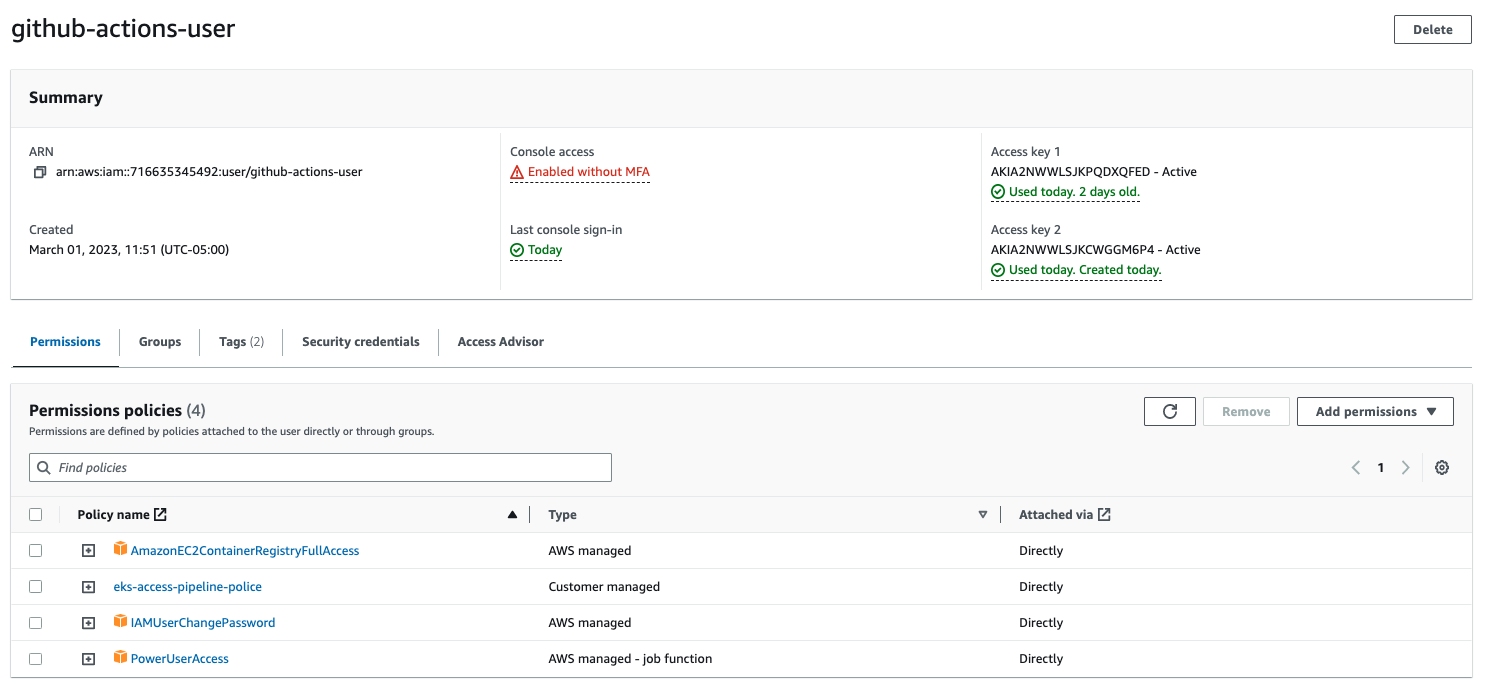 github-actions-user
Delete
Summary
ARN
arn:aws:iam::716635345492:user/github-actions-user
Created
March 01, 2023, 11:51 (UTC-05:00)
Console access
Enabled without MFA
Last console sign-in
Today
Access key 1
AKIA2NWWLSJKPQDXQFED - Active
Used today. 2 days old.
Access key 2
AKIA2NWWLSJKCWGGM6P4 - Active
Used today. Created today.
Permissions Groups Tags (2) Security credentials Access Advisor
Permissions policies (4)
Permissions are defined by policies attached to the user directly or through groups.
Remove
Add permissions
Find policies
1
Policy name Type Attached via
AmazonEC2ContainerRegistryFullAccess AWS managed Directly
eks-access-pipeline-police Customer managed Directly
IAMUserChangePassword AWS managed Directly
PowerUserAccess AWS managed - job function Directly